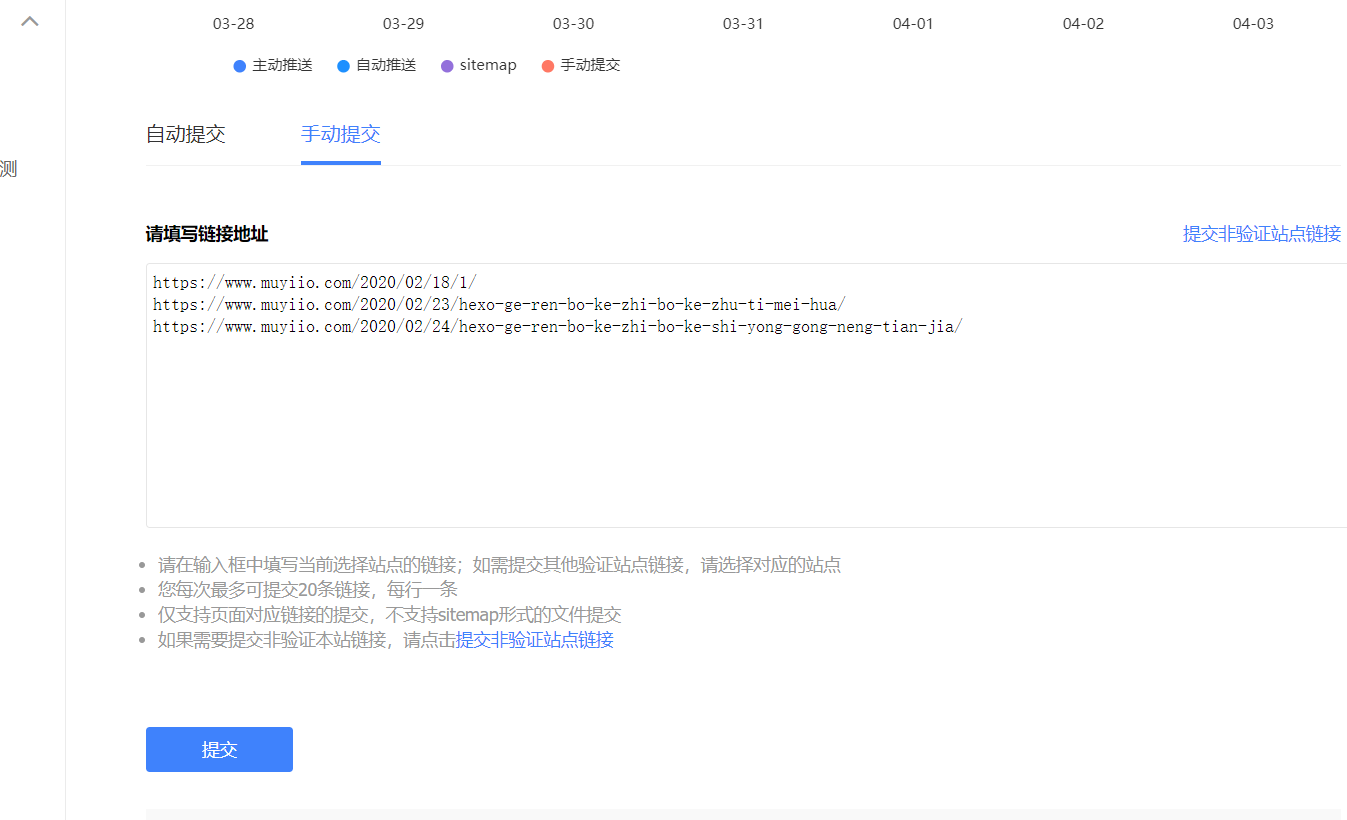 03-28 03-29 03-30 03-31 04-01 04-02 04-03
主动推送 自动推送 sitemap 手动提交
自动提交 手动提交
测
请填写链接地址 提交非验证站点链接
https://www.muyiio.com/2020/02/18/1/
https://www.muyiio.com/2020/02/23/hexo-ge-ren-bo-ke-zhi-bo-ke-zhu-ti-mei-hua/
https://www.muyiio.com/2020/02/24/hexo-ge-ren-bo-ke-zhi-bo-ke-shi-yong-gong-neng-tian-jia/
请在输入框中填写当前选择站点的链接；如需提交其他验证站点链接，请选择对应的站点
您每次最多可提交20条链接，每行一条
仅支持页面对应链接的提交，不支持sitemap形式的文件提交
如果需要提交非验证本站链接，请点击提交非验证站点链接
提交